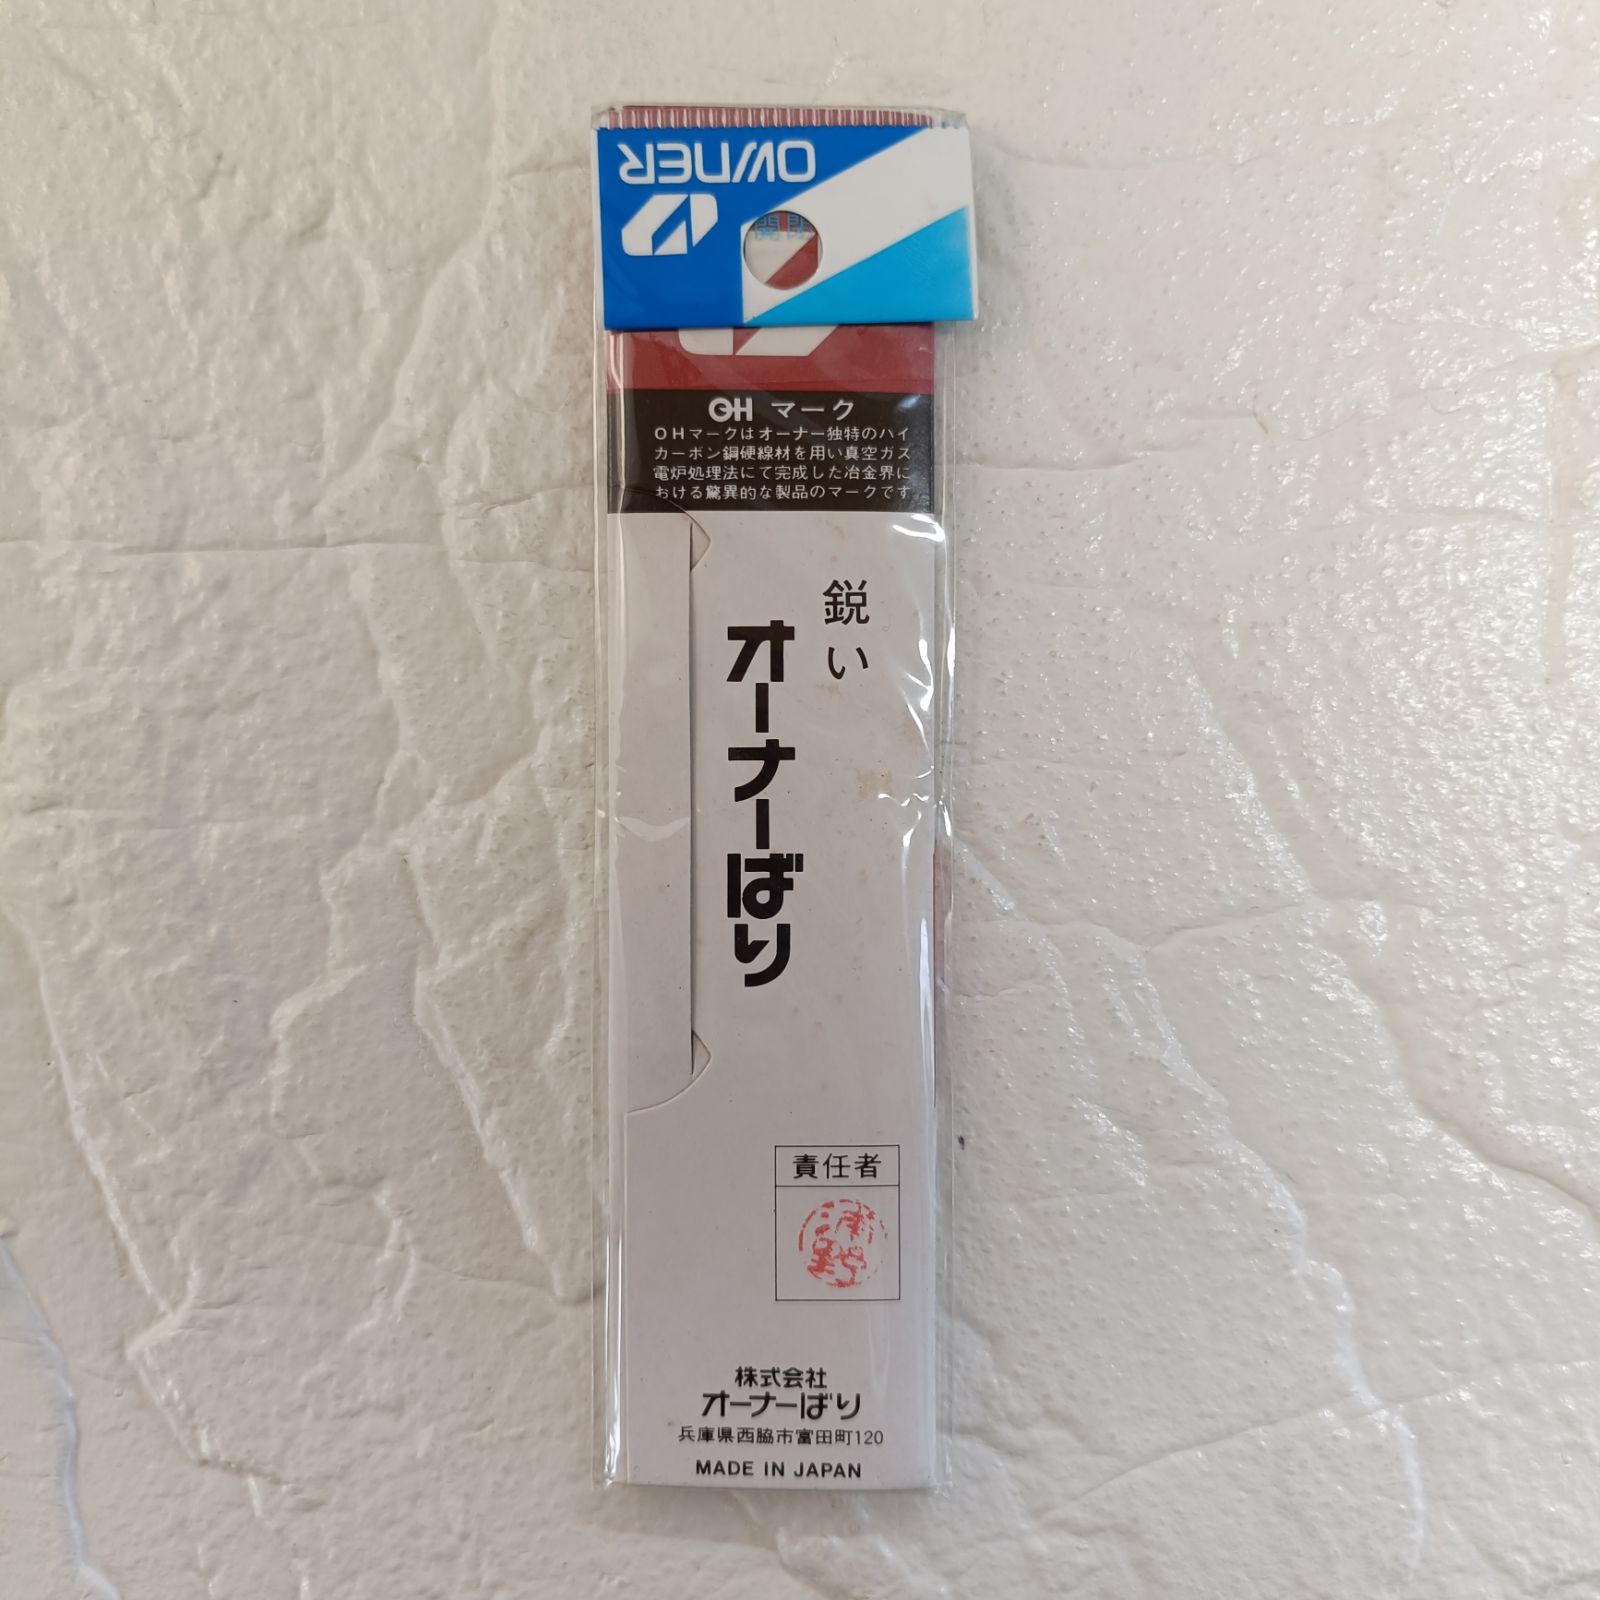 OWNER
開閉
OH マーク
OHマークはオーナー独特のハイ
カーボン鋼硬線材を用い真空ガス
電炉処理法にて完成した冶金界に
おける驚異的な製品のマークです
鋭い
オーナーばり
責任者
株式会社
オーナーばり
兵庫県西脇市富田町120
MADE IN JAPAN